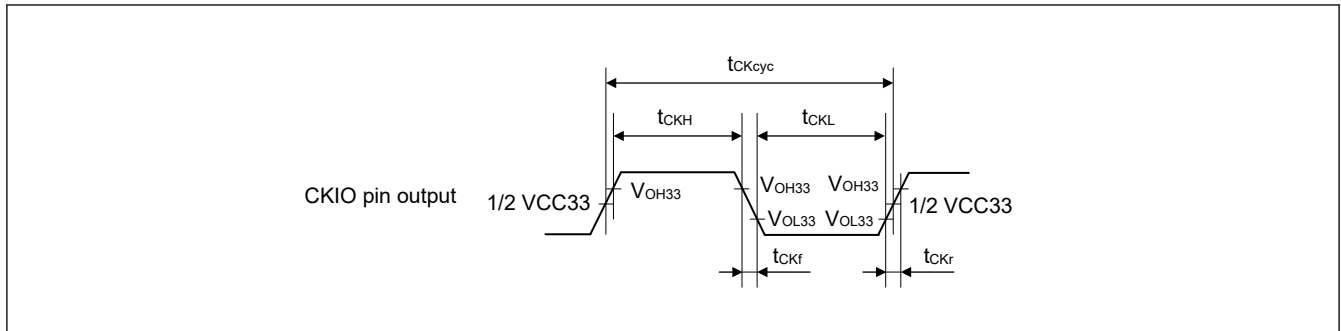 tCKcyc
tCKH tCKL
CKIO pin output 1/2 VCC33 VOH33 VOH33 VOH33 1/2 VCC33
VOL33 VOL33
tCKf tCKr